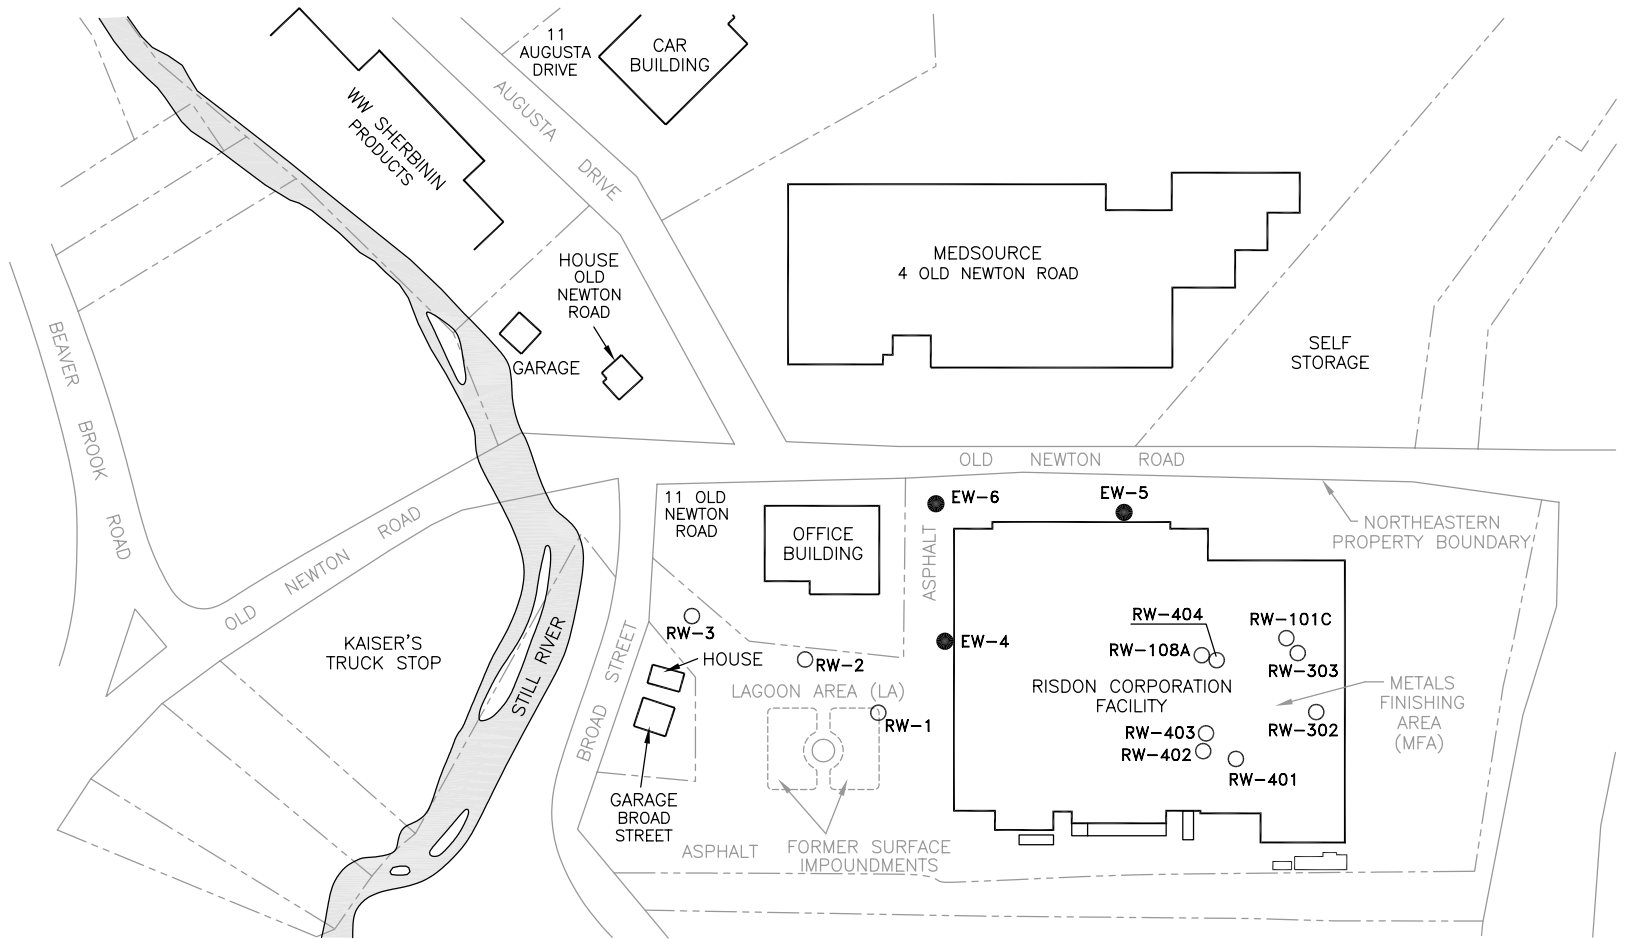 11
AUGUSTA
DRIVE
CAR
BUILDING
AUGUSTA DRIVE
WW SHERBININ
PRODUCTS
MEDSOURCE
4 OLD NEWTON ROAD
HOUSE
OLD
NEWTON
ROAD
GARAGE
SELF
STORAGE
BEAVER BROOK ROAD
OLD NEWTON ROAD
OLD NEWTON ROAD
11 OLD
NEWTON
ROAD
OFFICE
BUILDING
ASPHALT
EW-6
EW-5
NORTHEASTERN
PROPERTY BOUNDARY
KAISER'S
TRUCK STOP
STILL RIVER
BROAD STREET
RW-3
HOUSE
RW-2
EW-4
LAGOON AREA (LA)
RW-1
RW-404
RW-108A
RW-101C
RW-303
RISDON CORPORATION
FACILITY
METALS
FINISHING
AREA
(MFA)
RW-302
RW-403
RW-402
RW-401
GARAGE
BROAD
STREET
ASPHALT
FORMER SURFACE
IMPOUNDMENTS